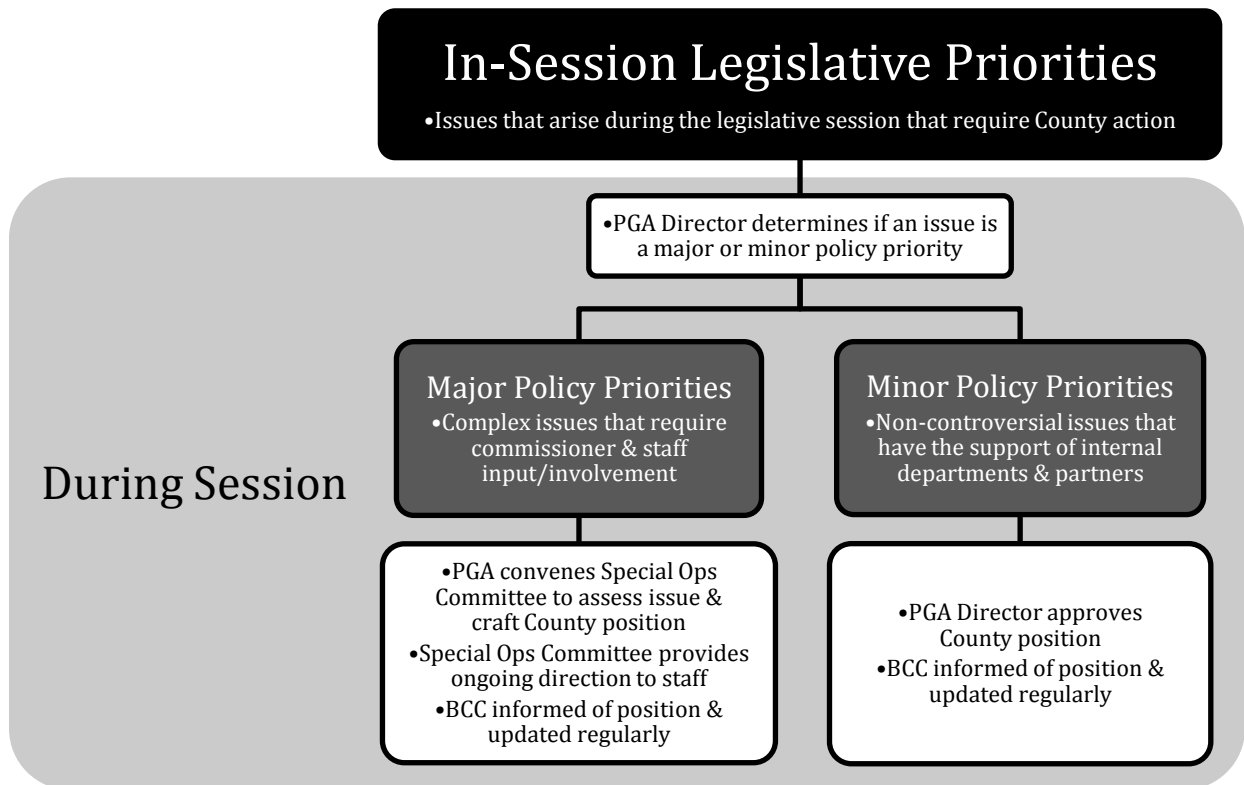 In-Session Legislative Priorities
•Issues that arise during the legislative session that require County action
•PGA Director determines if an issue is
a major or minor policy priority
During Session
Major Policy Priorities
•Complex issues that require
commissioner & staff
input/involvement
Minor Policy Priorities
•Non-controversial issues that
have the support of internal
departments & partners
•PGA convenes Special Ops
Committee to assess issue &
craft County position
•Special Ops Committee provides
ongoing direction to staff
•BCC informed of position &
updated regularly
•PGA Director approves
County position
•BCC informed of position &
updated regularly